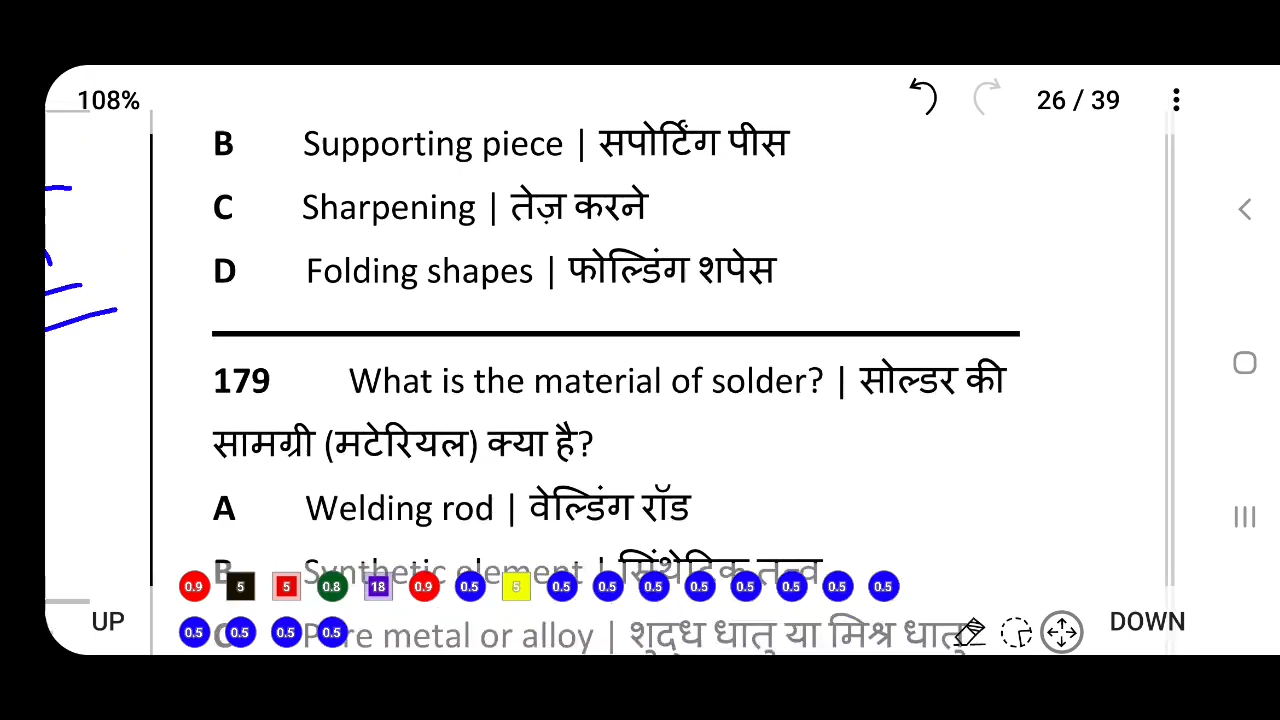 108%
26 / 39
B Supporting piece | सपोर्टिंग पीस
C Sharpening | तेज़ करने
D Folding shapes | फोल्डिंग शपेस
179 What is the material of solder? | सोल्डर की
सामग्री (मटेरियल) क्या है?
A Welding rod | वेल्डिंग रॉड
B Synthetic element | सिंथेटिक तत्व
0.9 5 5 0.8 18 0.9 0.5 5 0.5 0.5 0.5 0.5 0.5 0.5 0.5 0.5
UP
0.5 0.5 0.5 0.5
C Pure metal or alloy | शुद्ध धातु या मिश्र धातु
DOWN